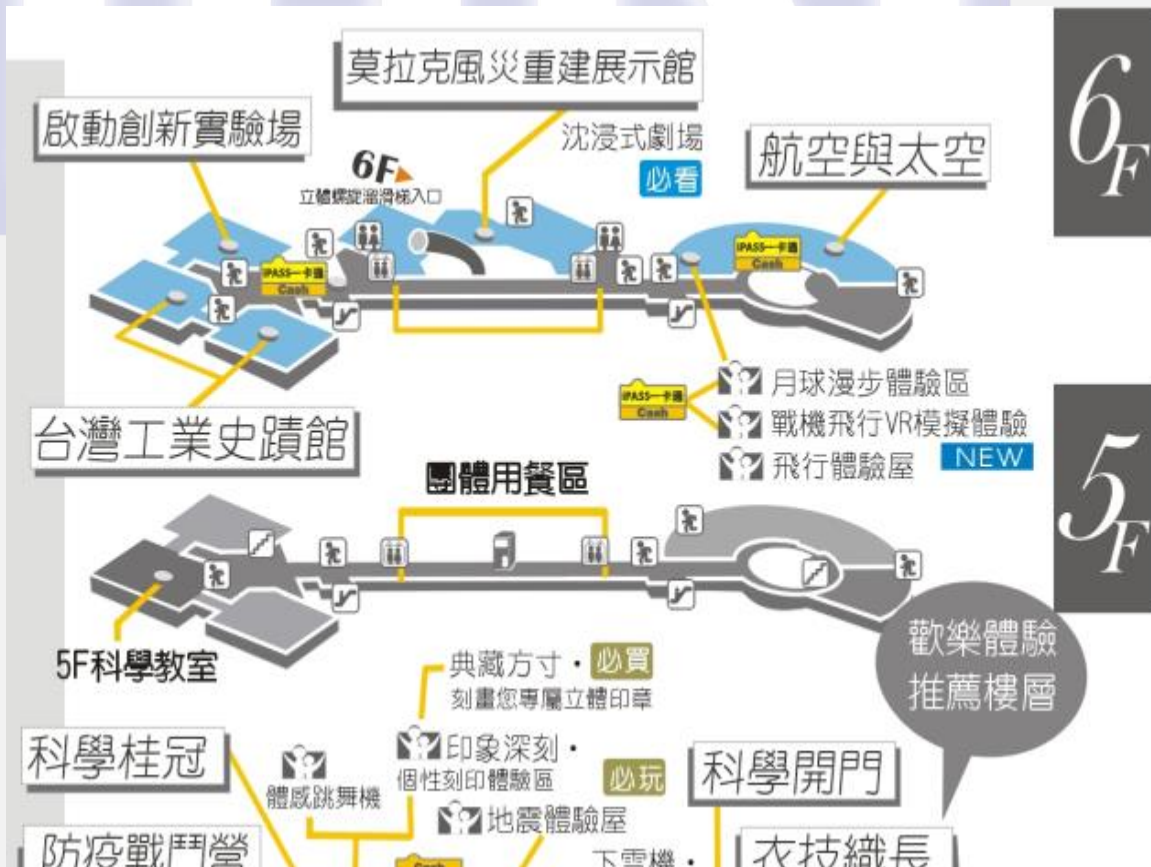 6F
莫拉克風災重建展示館
啟動創新實驗場
沈浸式劇場
必看
航空與太空
6F
立體螺旋溜滑梯入口
iPASS一卡通
Cash
iPASS一卡通
Cash
iPASS一卡通
Cash
月球漫步體驗區
戰機飛行VR模擬體驗
飛行體驗屋
NEW
台灣工業史蹟館
5F
團體用餐區
5F科學教室
歡樂體驗
推薦樓層
典藏方寸・必買
刻畫您專屬立體印章
科學桂冠
體感跳舞機
印象深刻・
個性刻印體驗區
必玩
科學開門
地震體驗屋
防疫戰鬥營
Cash
下雪機・
衣技織長